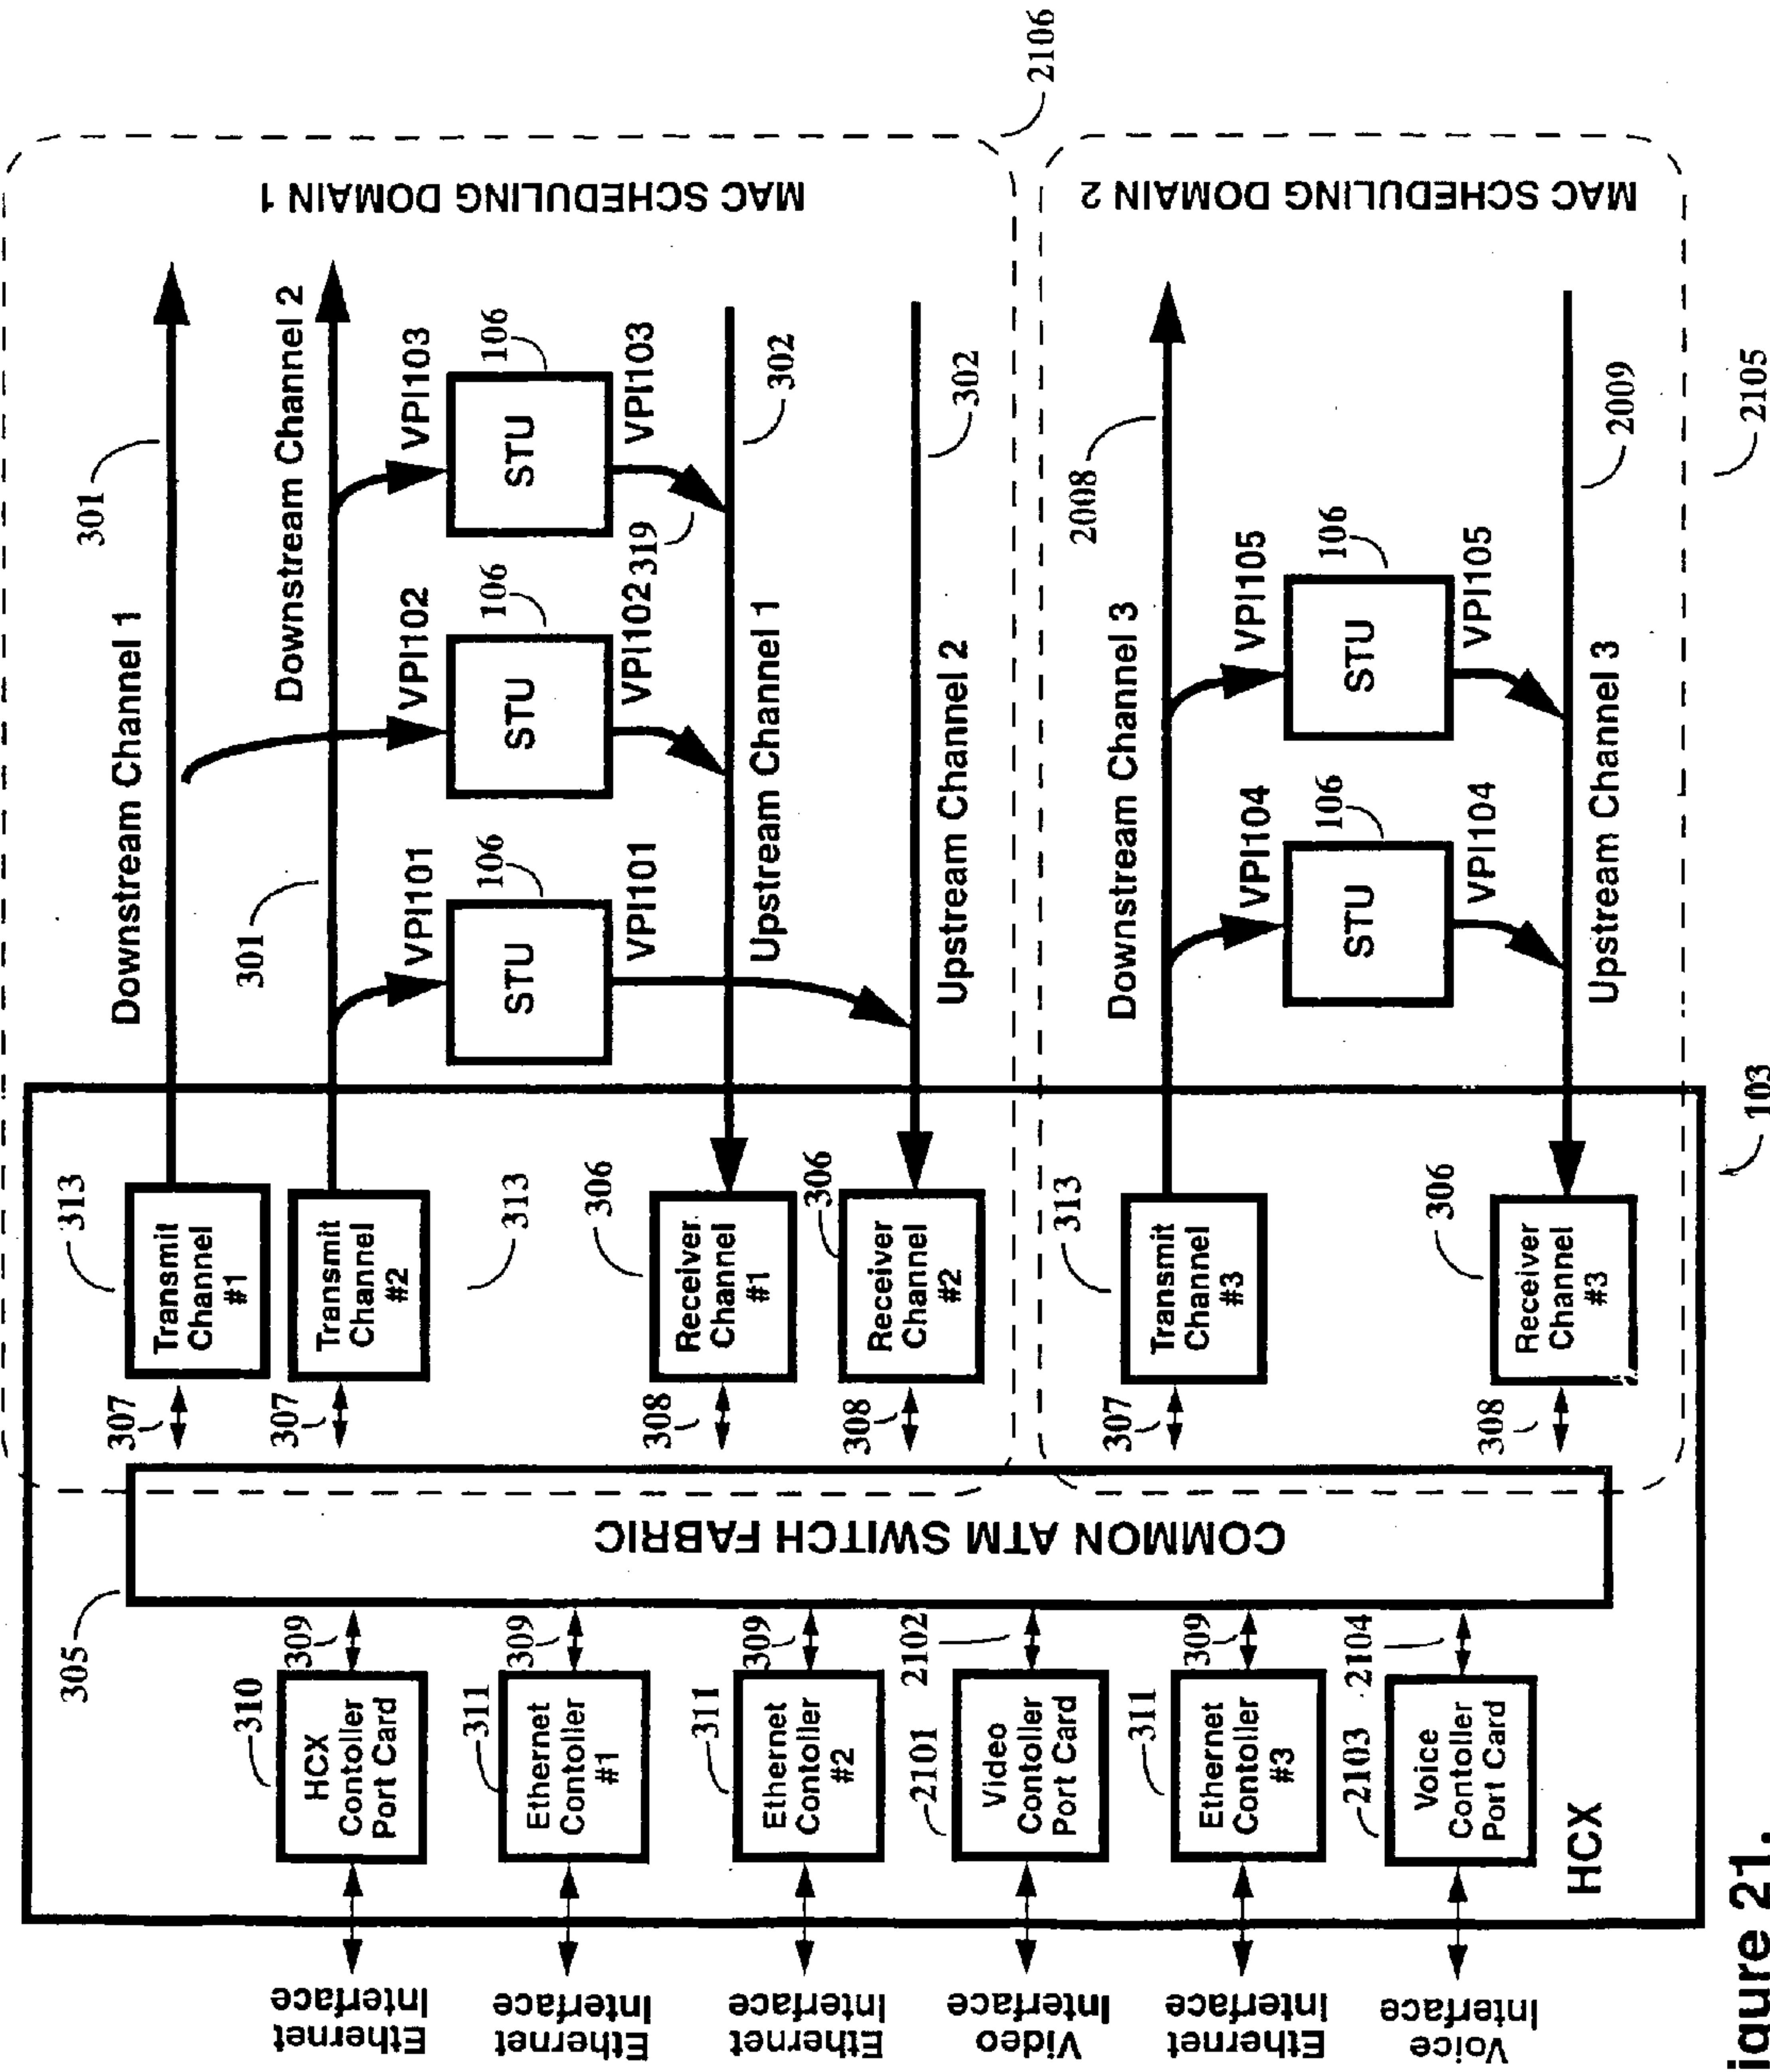 Ethernet
Interface
Ethernet
Interface
Ethernet
Interface
Video
Interface
Ethernet
Interface
Voice
Interface
310
HCX
Contoller
Port Card
309
311
Ethernet
Contoller
#1
309
311
Ethernet
Contoller
#2
309
2101
Video
Contoller
Port Card
2102
311
Ethernet
Contoller
#3
309
2103
Voice
Contoller
Port Card
2104
HCX
305
COMMON ATM SWITCH FABRIC
307
313
Transmit
Channel
#1
307
Transmit
Channel
#2
313
308
306
Receiver
Channel
#1
308
306
Receiver
Channel
#2
307
313
Transmit
Channel
#3
308
306
Receiver
Channel
#3
103
Downstream Channel 1
301
301
Downstream Channel 2
VPI101
106
STU
VPI101
VPI102
106
STU
VPI102
VPI103
106
STU
VPI103
319
Upstream Channel 1
302
Upstream Channel 2
302
MAC SCHEDULING DOMAIN 1
2106
Downstream Channel 3
2008
VPI104
106
STU
VPI104
VPI105
106
STU
VPI105
Upstream Channel 3
2009
MAC SCHEDULING DOMAIN 2
2105
igure 21.